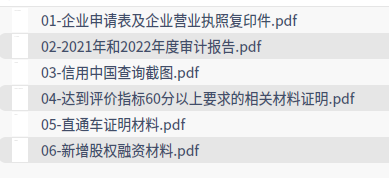 01-企业申请表及企业营业执照复印件.pdf
02-2021年和2022年度审计报告.pdf
03-信用中国查询截图.pdf
04-达到评价指标60分以上要求的相关材料证明.pdf
05-直通车证明材料.pdf
06-新增股权融资材料.pdf